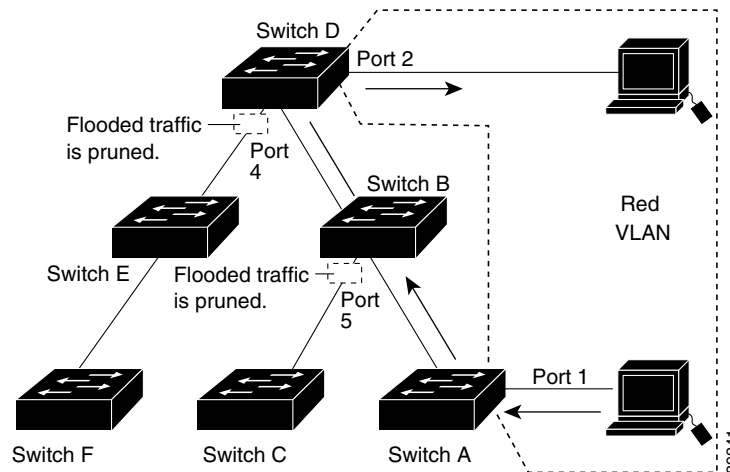 Switch D
Port 2
Flooded traffic
is pruned.
Port
4
Switch B
Red
VLAN
Switch E
Flooded traffic
is pruned.
Port
5
Port 1
Switch F
Switch C
Switch A